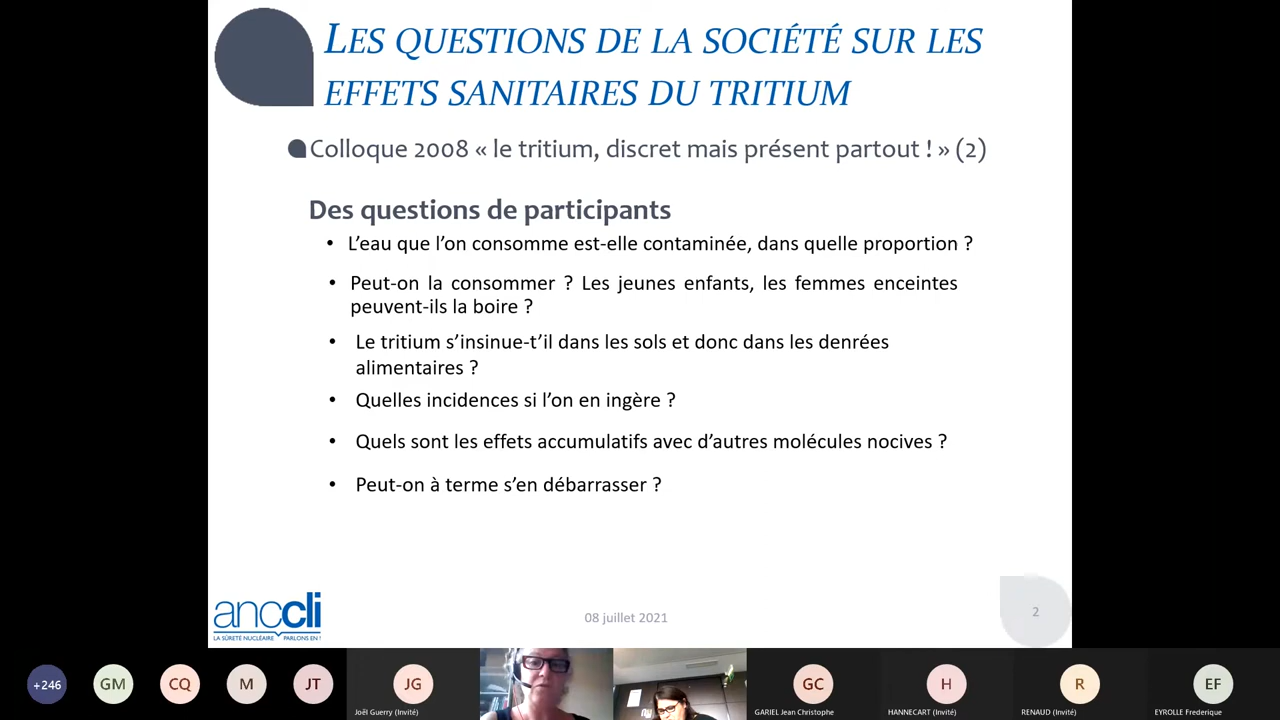 LES QUESTIONS DE LA SOCIÉTÉ SUR LES
EFFETS SANITAIRES DU TRITIUM
Colloque 2008 « le tritium, discret mais présent partout ! » (2)
Des questions de participants
• L'eau que l'on consomme est-elle contaminée, dans quelle proportion ?
• Peut-on la consommer ? Les jeunes enfants, les femmes enceintes
peuvent-ils la boire ?
• Le tritium s'insinue-t'il dans les sols et donc dans les denrées
alimentaires ?
• Quelles incidences si l'on en ingère ?
• Quels sont les effets accumulatifs avec d'autres molécules nocives ?
• Peut-on à terme s'en débarrasser ?
anccli
LA SÛRETÉ NUCLÉAIRE PARLONS EN !
08 juillet 2021
2
+246
GM
CQ
M
JT
JG
GC
H
R
EF
Joël Guerry (Invité)
GARIEL Jean Christophe
HANNECART (Invité)
RENAUD (Invité)
EYROLLE Frederique